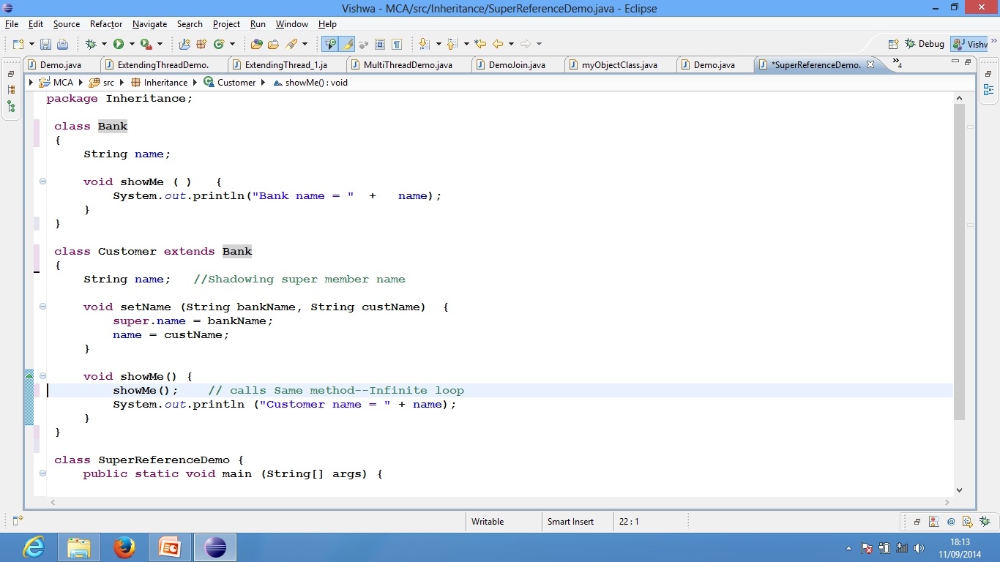 Vishwa - MCA/src/Inheritance/SuperReferenceDemo.java - Eclipse
File Edit Source Refactor Navigate Search Project Run Window Help
Debug Vishw
Demo.java ExtendingThreadDemo. ExtendingThread_1.ja MultiThreadDemo.java DemoJoin.java myObjectClass.java Demo.java *SuperReferenceDemo. »4
MCA src Inheritance Customer showMe() : void
package Inheritance;
class Bank
{
String name;
void showMe ( )   {
System.out.println("Bank name = "  +   name);
}
}
class Customer extends Bank
{
String name;   //Shadowing super member name
void setName (String bankName, String custName)  {
super.name = bankName;
name = custName;
}
void showMe() {
showMe();    // calls Same method--Infinite loop
System.out.println ("Customer name = " + name);
}
}
class SuperReferenceDemo {
public static void main (String[] args) {
Writable Smart Insert 22 : 1
18:13
11/09/2014